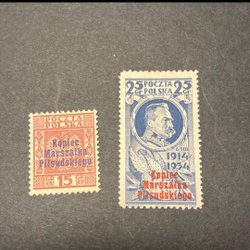 POCZTA
POLSKA
Kopiec
Marszałka
Piłsudskiego
15
POCZTA POLSKA
25 25
1914
1934
Kopiec
Marszałka
Piłsudskiego